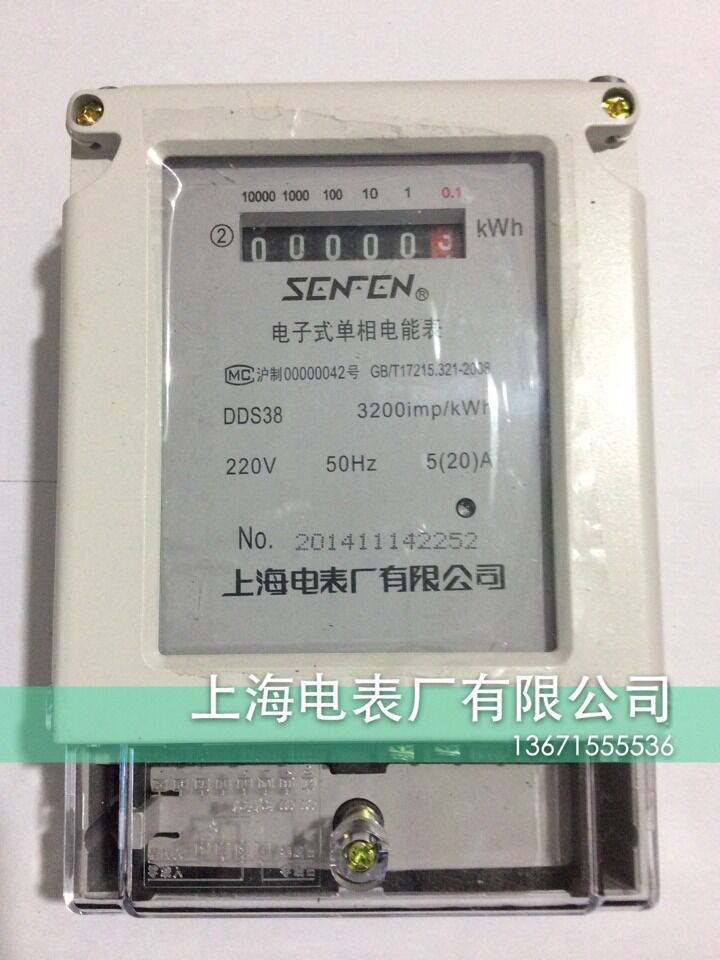 10000 1000 100 10 1 0.1
② 000003 kWh
SENFEN®
电子式单相电能表
MC 沪制00000042号 GB/T17215.321-2008
DDS38 3200imp/kWh
220V 50Hz 5(20)A
No. 201411142252
上海电表厂有限公司
上海电表厂有限公司
13671555536